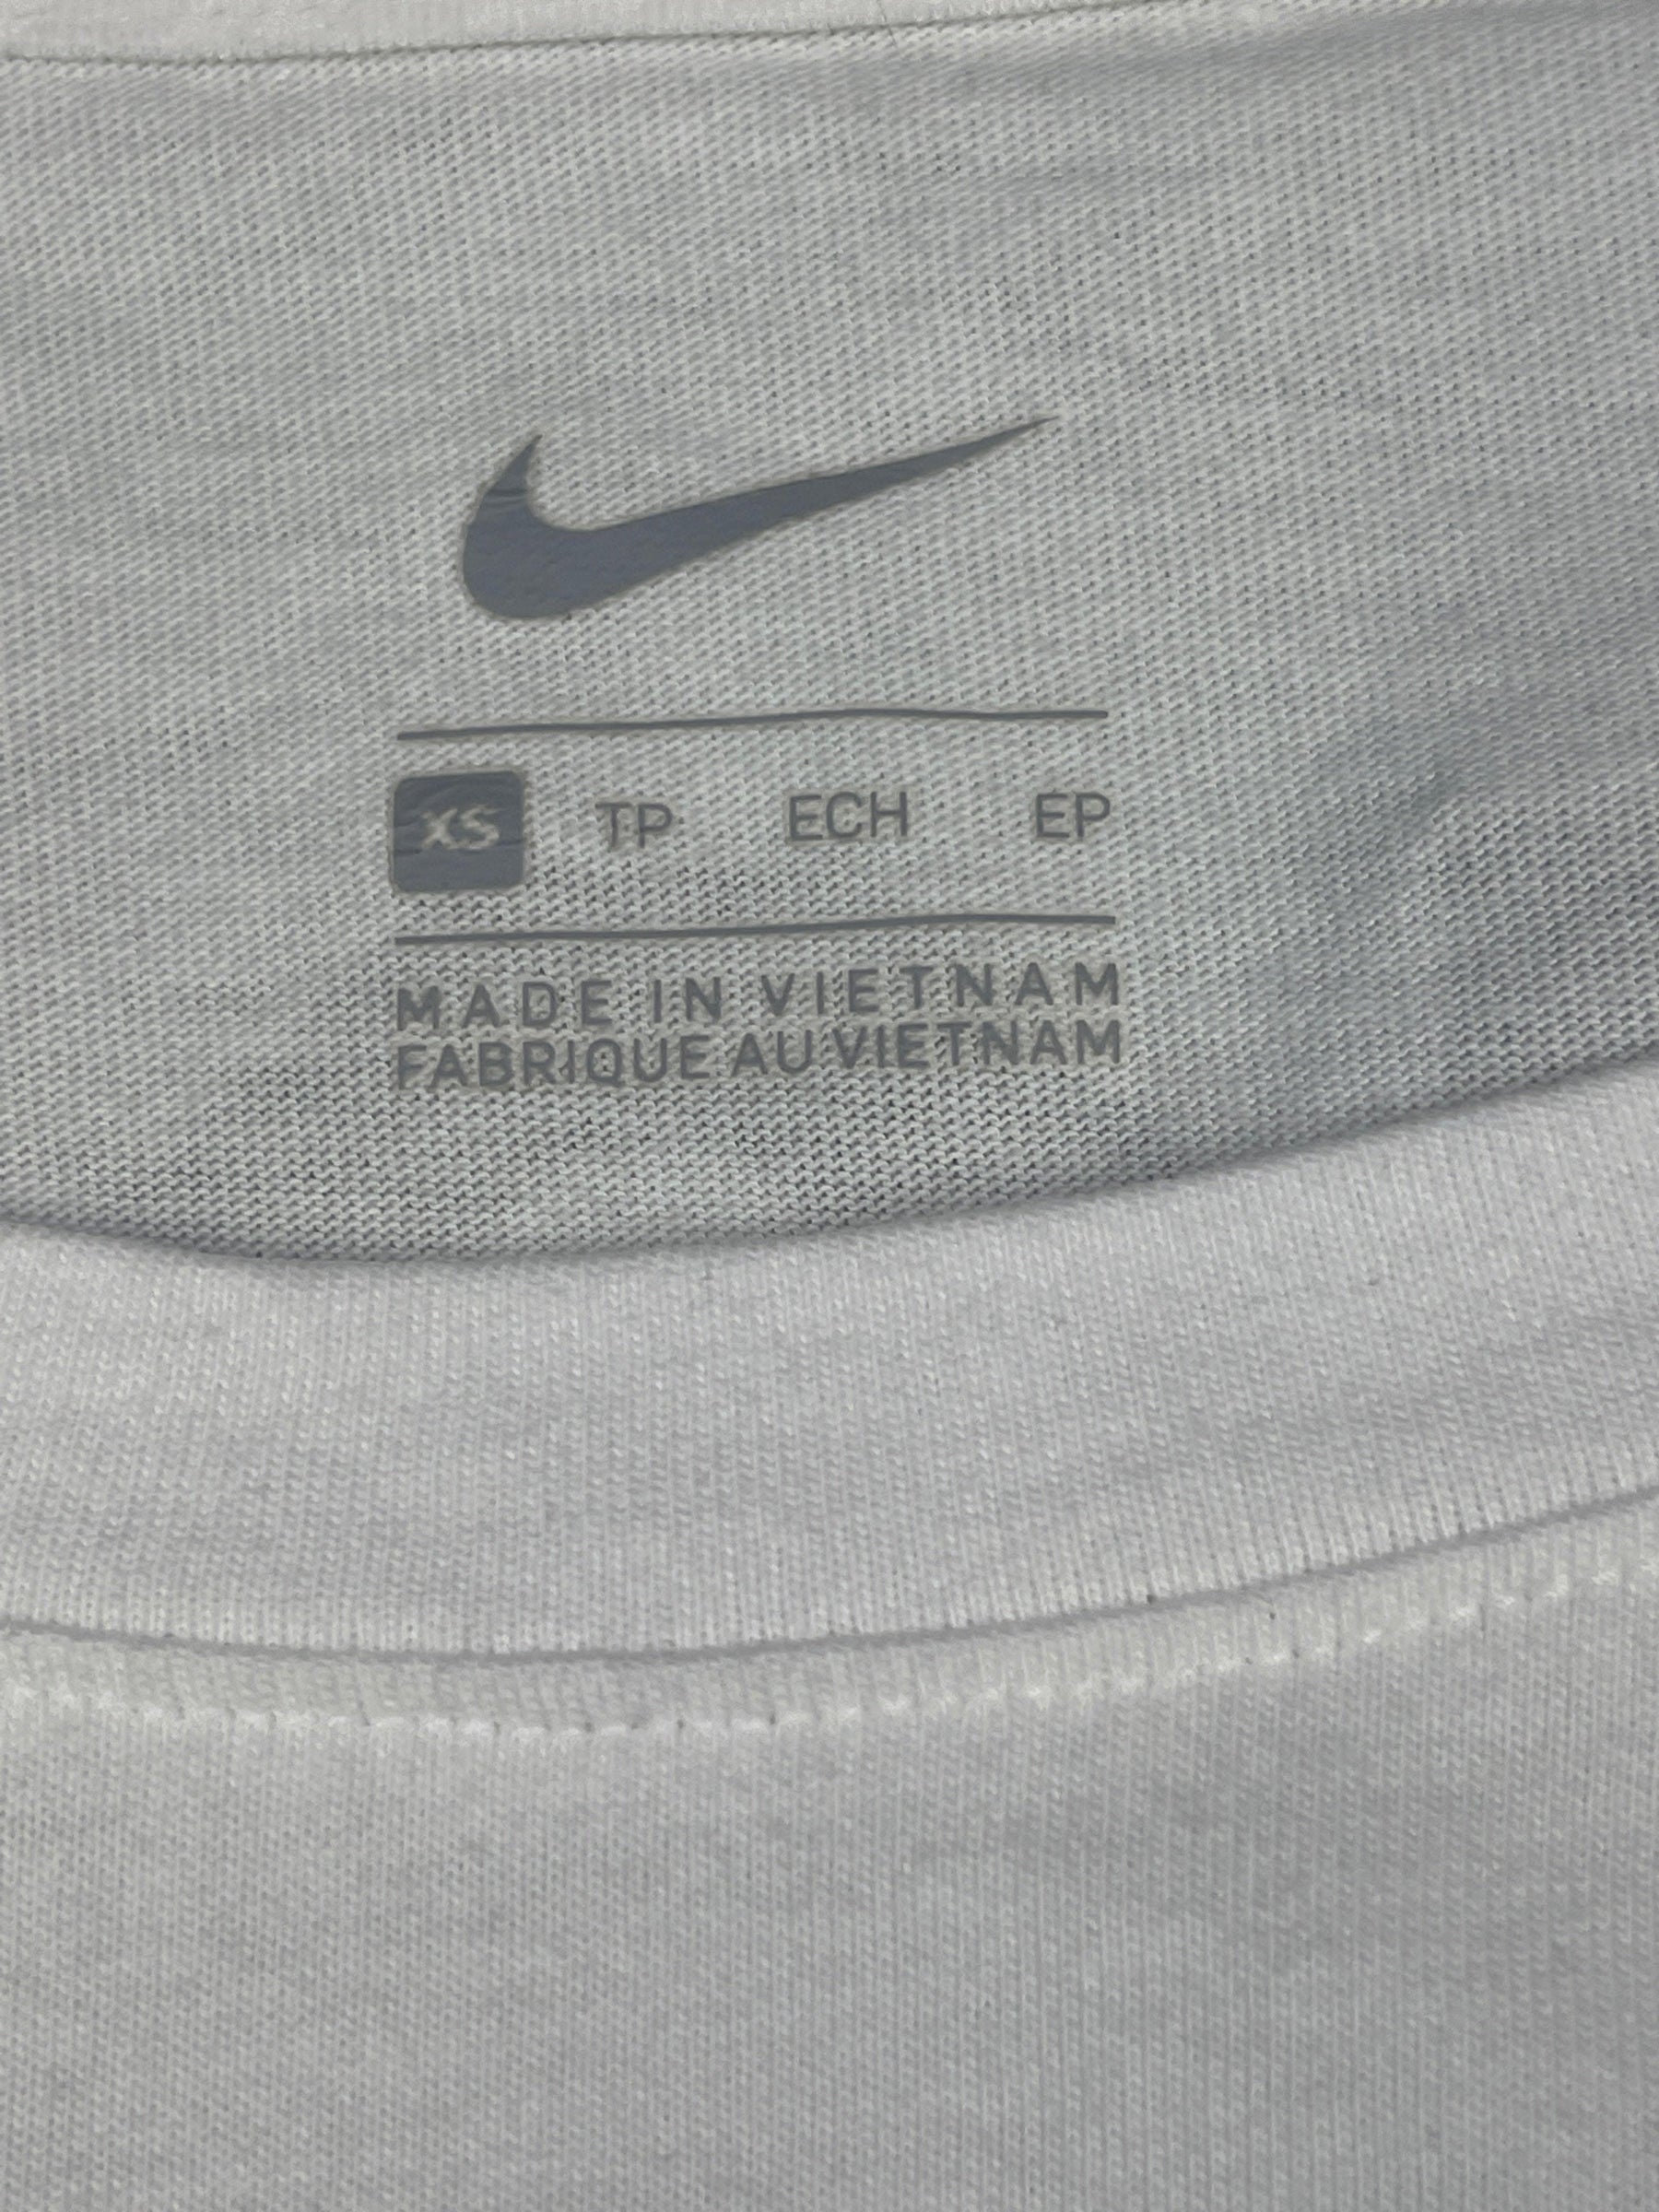 XS TP ECH EP
MADE IN VIETNAM
FABRIQUE AU VIETNAM